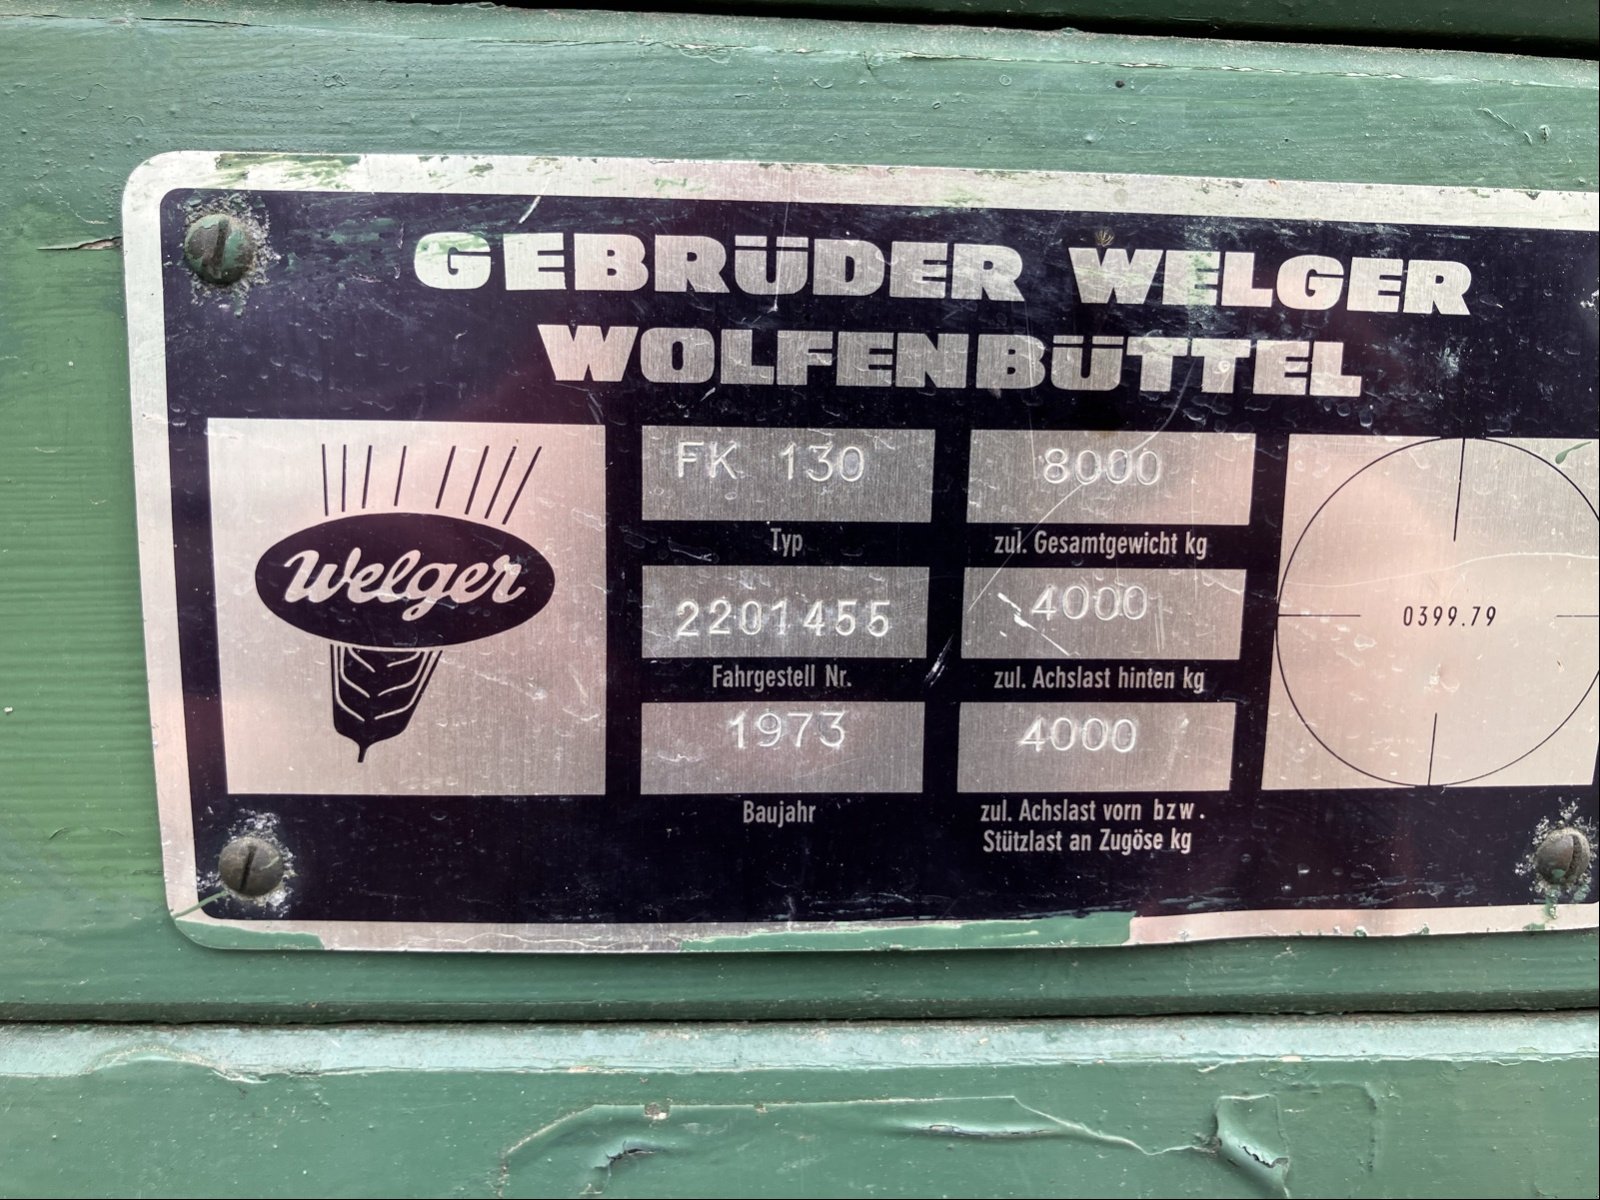 GEBRÜDER WELGER
WOLFENBÜTTEL
Welger
FK 130
Typ
2201455
Fahrgestell Nr.
1973
Baujahr
8000
zul. Gesamtgewicht kg
4000
zul. Achslast hinten kg
4000
zul. Achslast vorn bzw.
Stützlast an Zugöse kg
0399.79